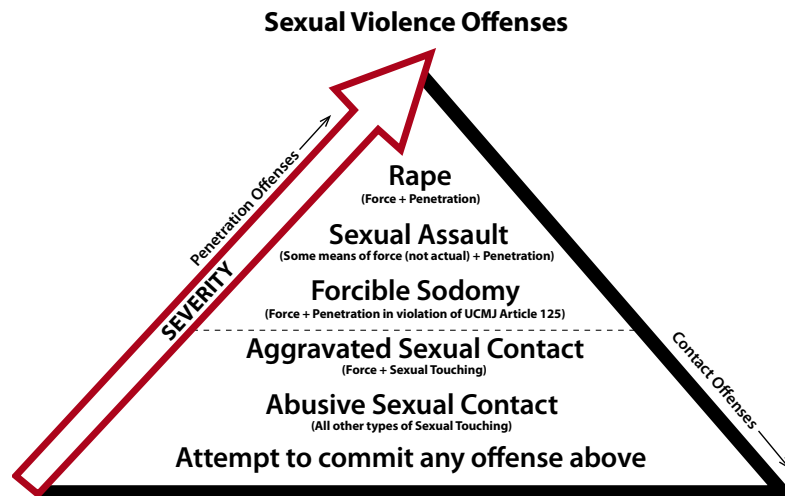 Sexual Violence Offenses
Penetration Offenses
SEVERITY
Rape
(Force + Penetration)
Sexual Assault
(Some means of force (not actual) + Penetration)
Forcible Sodomy
(Force + Penetration in violation of UCMJ Article 125)
Aggravated Sexual Contact
(Force + Sexual Touching)
Abusive Sexual Contact
(All other types of Sexual Touching)
Attempt to commit any offense above
Contact Offenses